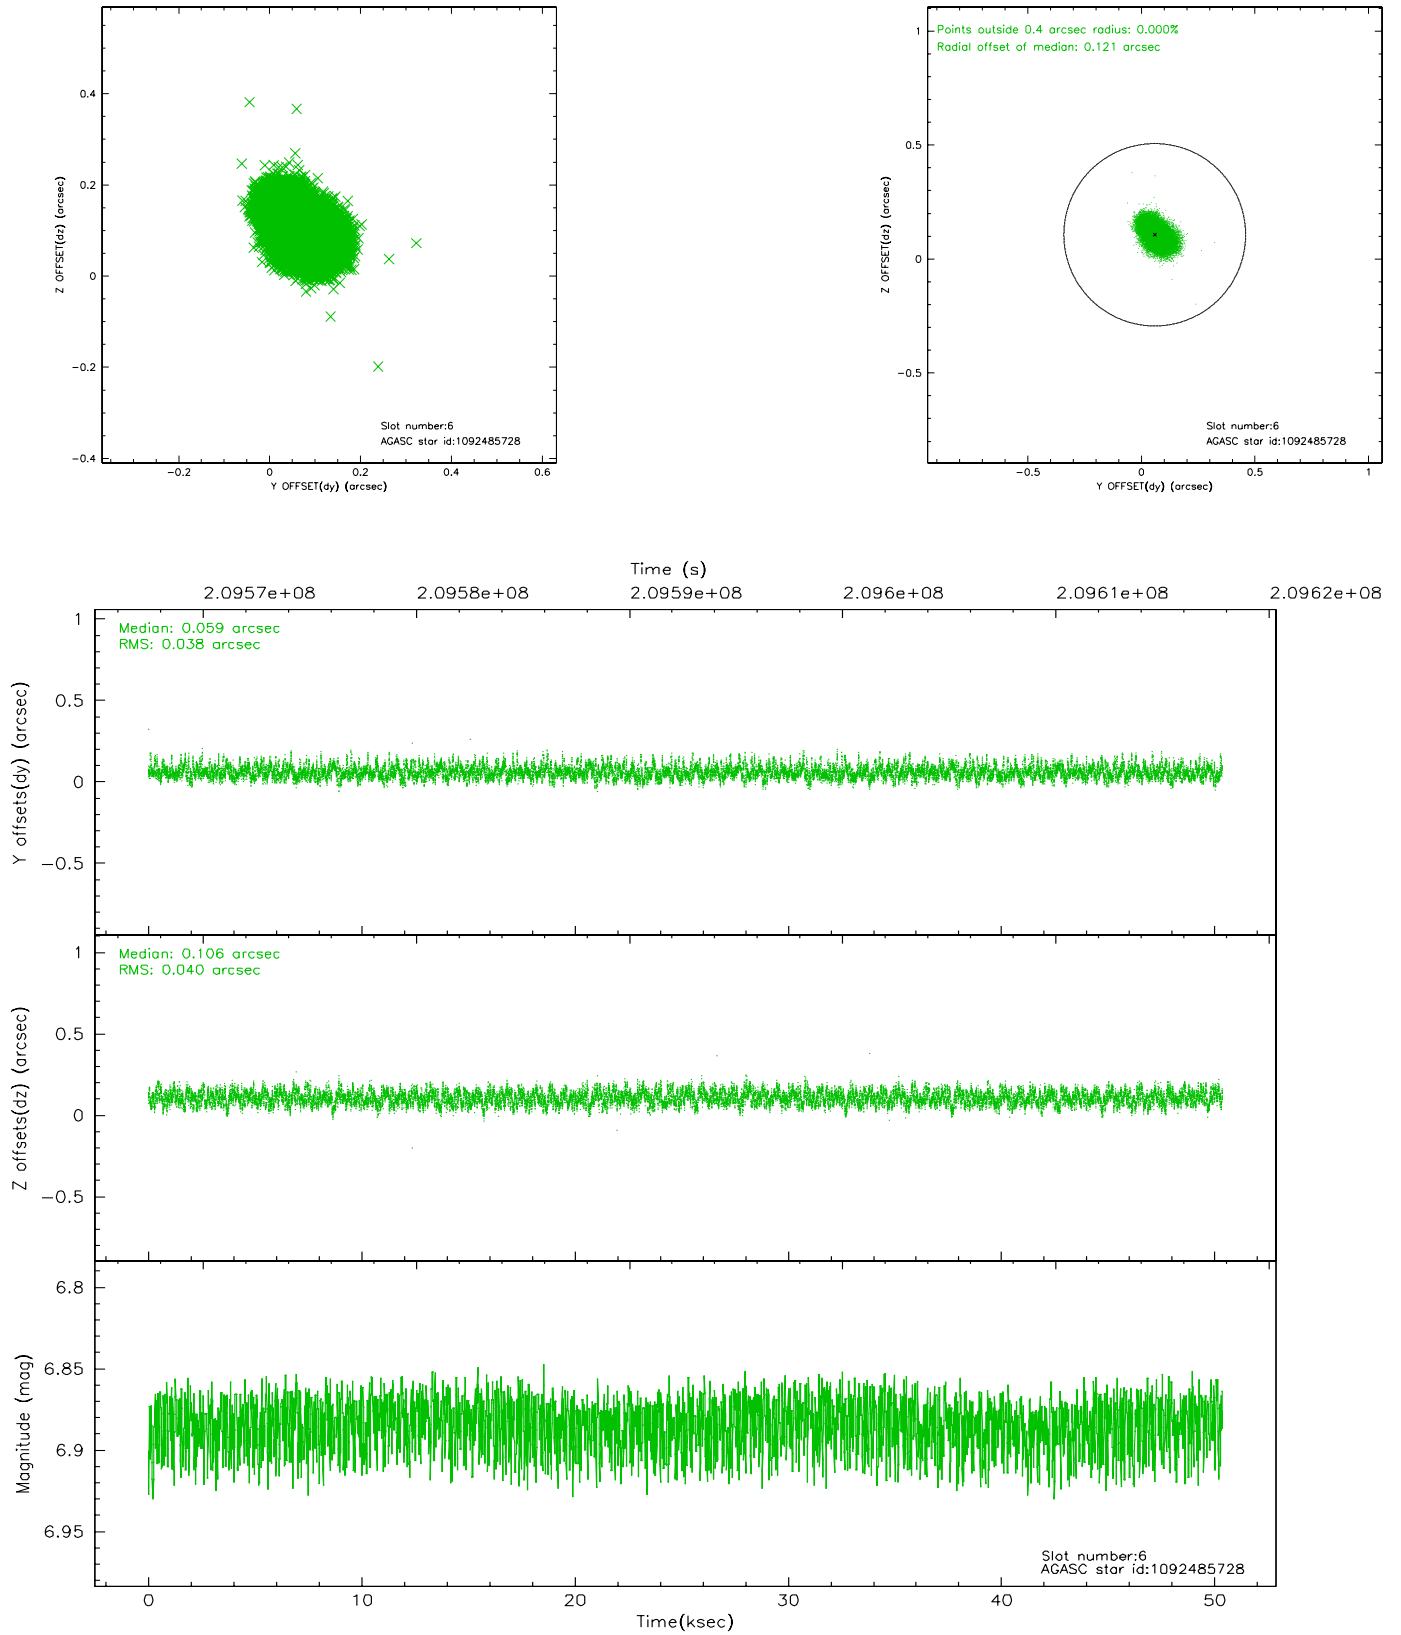 0.4
0.2
0
−0.2
−0.4
Z OFFSET(dz) (arcsec)
Slot number:6
AGASC star id:1092485728
−0.2 0 0.2 0.4 0.6
Y OFFSET(dy) (arcsec)
Points outside 0.4 arcsec radius: 0.000%
Radial offset of median: 0.121 arcsec
1
0.5
0
−0.5
Z OFFSET(dz) (arcsec)
Slot number:6
AGASC star id:1092485728
−0.5 0 0.5 1
Y OFFSET(dy) (arcsec)
Time (s)
2.0957e+08 2.0958e+08 2.0959e+08 2.096e+08 2.0961e+08 2.0962e+08
Median: 0.059 arcsec
RMS: 0.038 arcsec
1
0.5
0
−0.5
Y offsets(dy) (arcsec)
Median: 0.106 arcsec
RMS: 0.040 arcsec
1
0.5
0
−0.5
Z offsets(dz) (arcsec)
6.8
6.85
6.9
6.95
Magnitude (mag)
Slot number:6
AGASC star id:1092485728
0 10 20 30 40 50
Time(ksec)